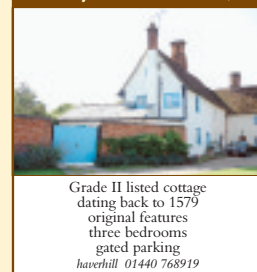 Grade II listed cottage
dating back to 1579
original features
three bedrooms
gated parking
haverhill 01440 768919